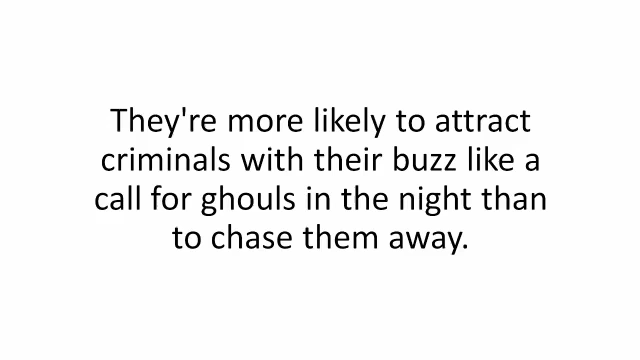 They're more likely to attract
criminals with their buzz like a
call for ghouls in the night than
to chase them away.